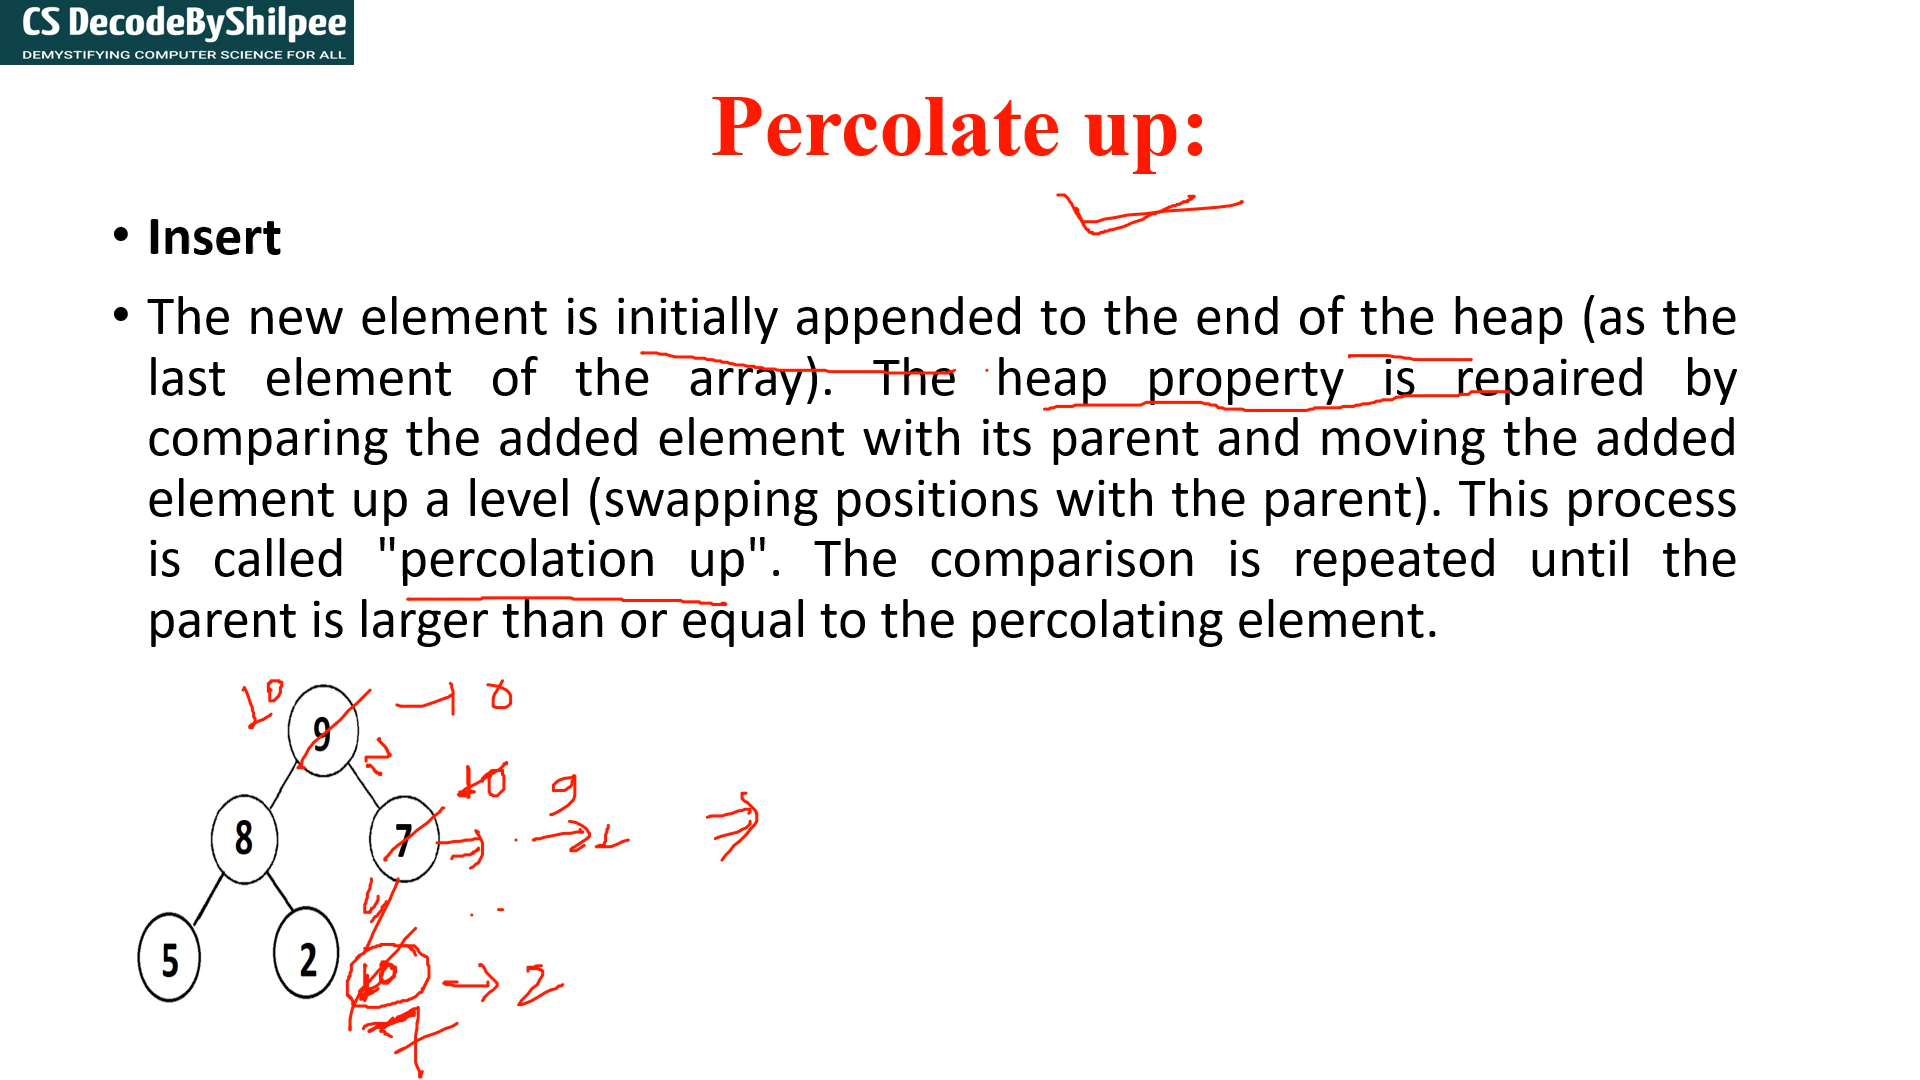 CS DecodeByShilpee
DEMYSTIFYING COMPUTER SCIENCE FOR ALL
Percolate up:
• Insert
• The new element is initially appended to the end of the heap (as the
last element of the array). The heap property is repaired by
comparing the added element with its parent and moving the added
element up a level (swapping positions with the parent). This process
is called "percolation up". The comparison is repeated until the
parent is larger than or equal to the percolating element.
10 9
10 9
8 7 1
5 2 10 2
7